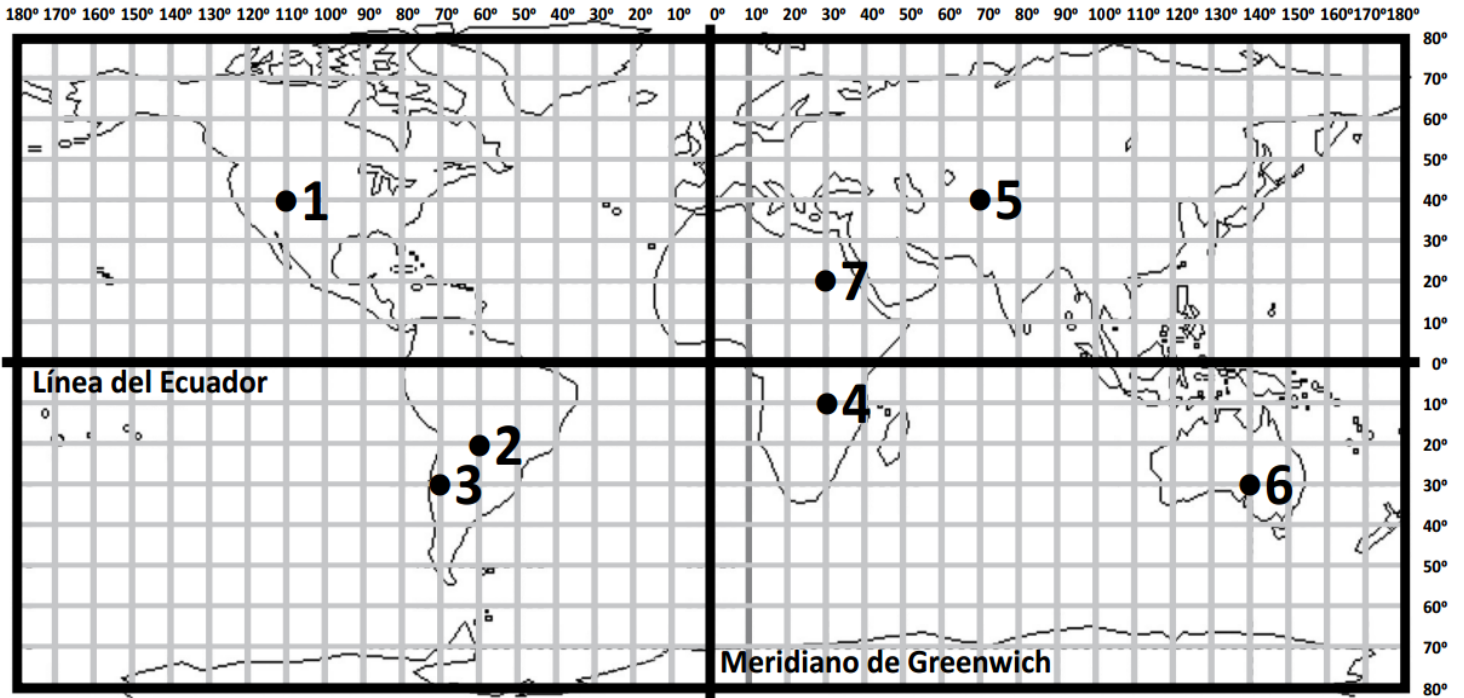 180º 170º 160º 150º 140º 130º 120º 110º 100º 90º 80º 70º 60º 50º 40º 30º 20º 10º 0º 10º 20º 30º 40º 50º 60º 70º 80º 90º 100º 110º 120º 130º 140º 150º 160º 170º 180º
80º
70º
60º
50º
1 5 40º
30º
7 20º
10º
0º
Línea del Ecuador
4 10º
2 20º
3 6 30º
40º
50º
60º
70º
Meridiano de Greenwich
80º